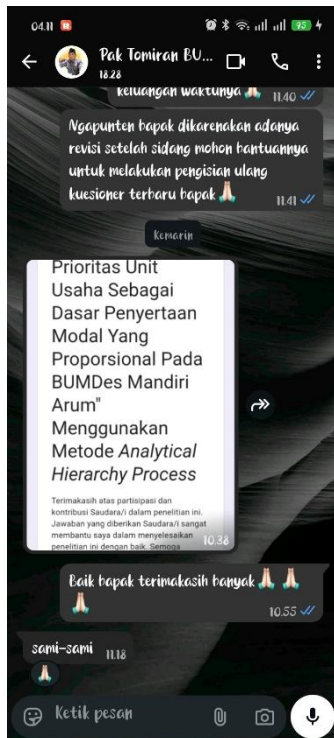 04.11
95
Pak Tomiran BU...
18.28
keluangan waktunya 11.40
Ngapunten bapak dikarenakan adanya
revisi setelah sidang mohon bantuannya
untuk melakukan pengisian ulang
kuesioner terbaru bapak 11.41
Kemarin
Prioritas Unit
Usaha Sebagai
Dasar Penyertaan
Modal Yang
Proporsional Pada
BUMDes Mandiri
Arum"
Menggunakan
Metode Analytical
Hierarchy Process
Terimakasih atas partisipasi dan
kontribusi Saudara/i dalam penelitian ini.
Jawaban yang diberikan Saudara/i sangat
membantu saya dalam menyelesaikan
penelitian ini dengan baik. Semoga
10.38
Baik bapak terimakasih banyak
10.55
sami-sami 11.18
Ketik pesan